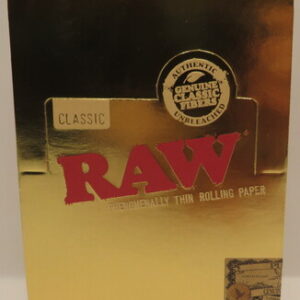 AUTHENTIC
GENUINE
CLASSIC
FIBERS
UNBLEACHED
CLASSIC
RAW
PHENOMENALLY THIN ROLLING PAPER